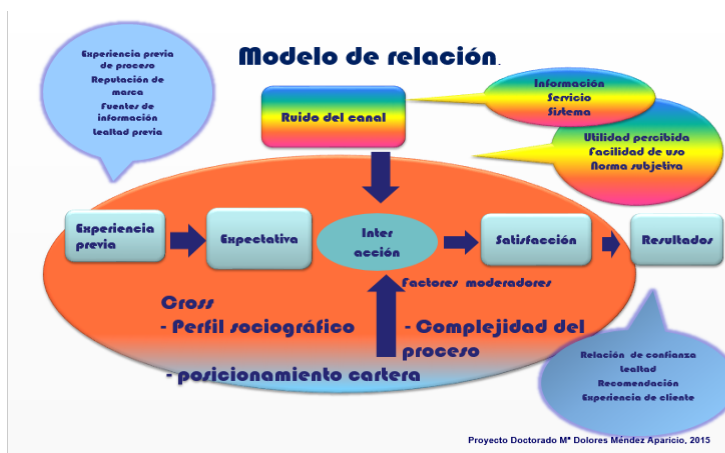 Modelo de relación.
Experiencia previa
de proceso
Reputación de
marca
Fuentes de
información
Lealtad previa
Ruido del canal
Información
Servicio
Sistema
Utilidad percibida
Facilidad de uso
Norma subjetiva
Experiencia
previa
Expectativa
Inter
acción
Satisfacción
Resultados
Factores moderadores
Cross
- Perfil sociográfico
- Complejidad del
proceso
- posicionamiento cartera
Relación de confianza
Lealtad
Recomendación
Experiencia de cliente
Proyecto Doctorado Mª Dolores Méndez Aparicio, 2015